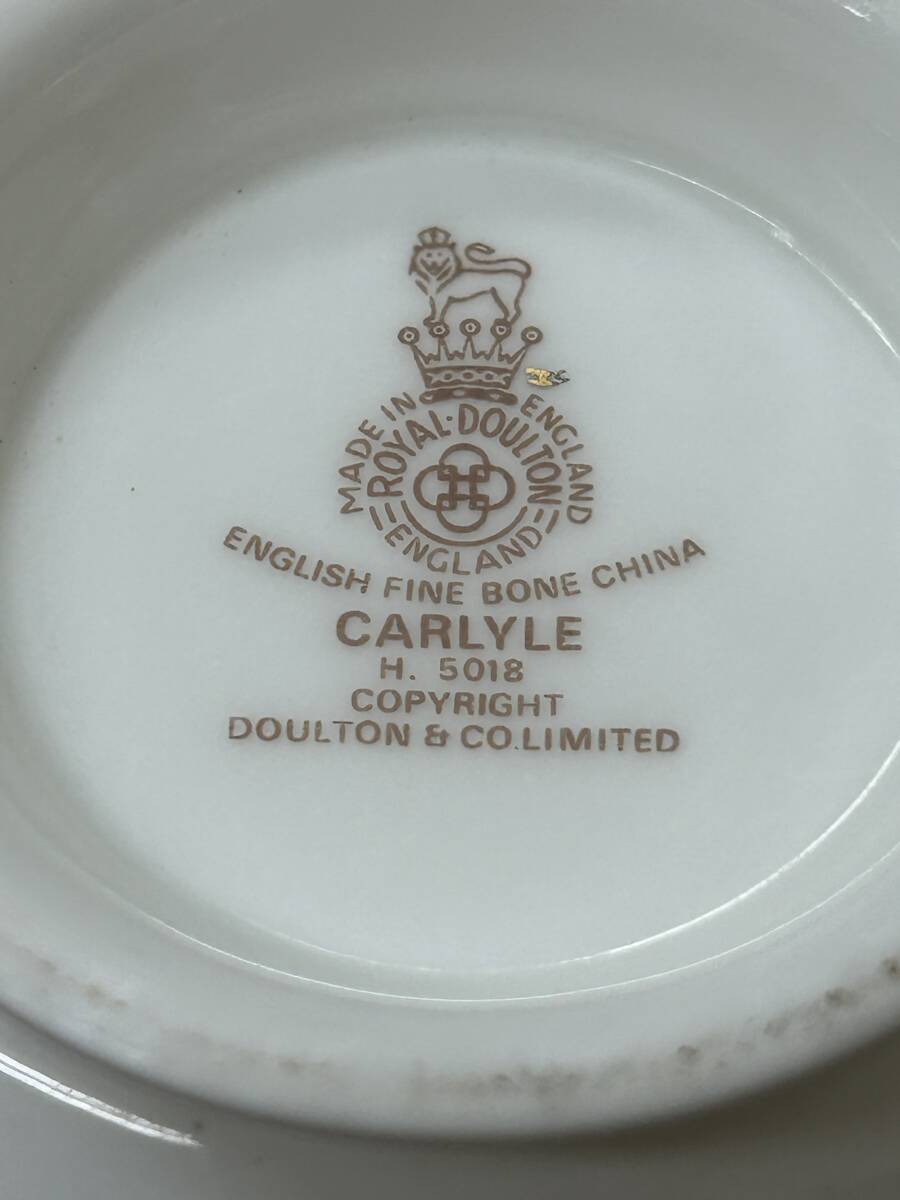 MADE IN ENGLAND
ROYAL·DOULTON
ENGLAND
ENGLISH FINE BONE CHINA
CARLYLE
H. 5018
COPYRIGHT
DOULTON & CO.LIMITED